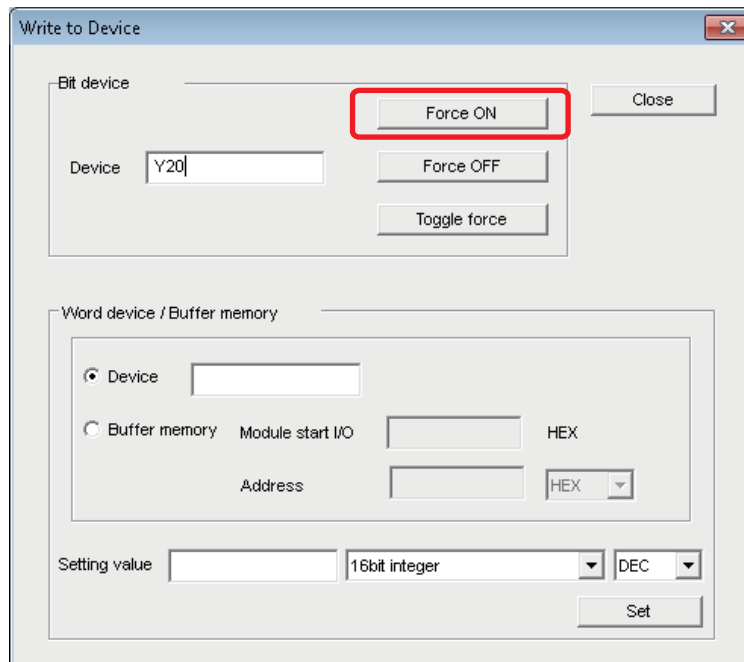 Write to Device
Bit device
Force ON
Close
Device
Y20
Force OFF
Toggle force
Word device / Buffer memory
Device
Buffer memory
Module start I/O
HEX
Address
HEX
Setting value
16bit integer
DEC
Set